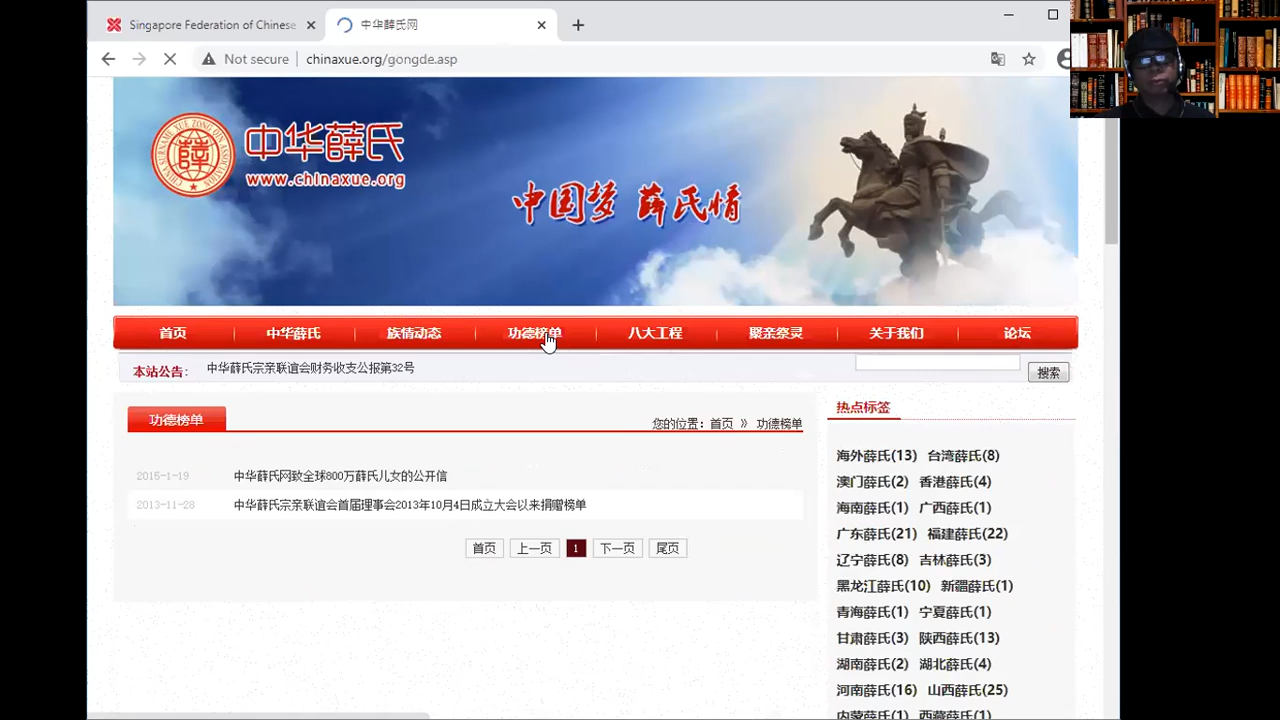 Singapore Federation of Chinese
中华薛氏网
Not secure
chinaxue.org/gongde.asp
薛
中华薛氏
www.chinaxue.org
中国梦 薛氏情
首页 中华薛氏 族情动态 功德榜单 八大工程 聚亲祭灵 关于我们 论坛
本站公告: 中华薛氏宗亲联谊会财务收支公报第32号 搜索
功德榜单
您的位置：首页 》 功德榜单
2015-1-19 中华薛氏网致全球800万薛氏儿女的公开信
2013-11-28 中华薛氏宗亲联谊会首届理事会2013年10月4日成立大会以来捐赠榜单
首页 上一页 1 下一页 尾页
热点标签
海外薛氏(13) 台湾薛氏(8)
澳门薛氏(2) 香港薛氏(4)
海南薛氏(1) 广西薛氏(1)
广东薛氏(21) 福建薛氏(22)
辽宁薛氏(8) 吉林薛氏(3)
黑龙江薛氏(10) 新疆薛氏(1)
青海薛氏(1) 宁夏薛氏(1)
甘肃薛氏(3) 陕西薛氏(13)
湖南薛氏(2) 湖北薛氏(4)
河南薛氏(16) 山西薛氏(25)
内蒙薛氏(1) 西藏薛氏(1)